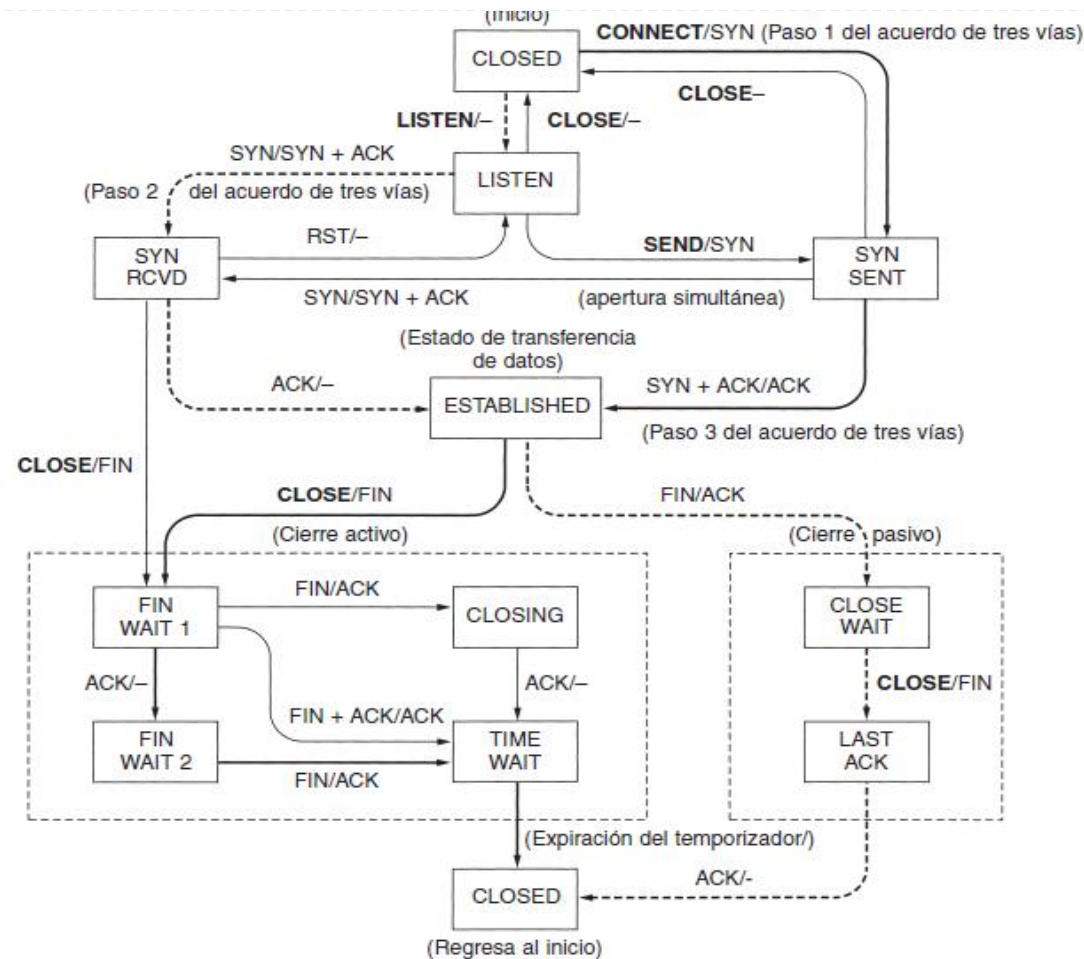 (Inicio)
CLOSED
CONNECT/SYN (Paso 1 del acuerdo de tres vías)
CLOSE–
LISTEN/–
CLOSE/–
SYN/SYN + ACK
(Paso 2 del acuerdo de tres vías)
LISTEN
RST/–
SEND/SYN
SYN
RCVD
SYN
SENT
SYN/SYN + ACK
(apertura simultánea)
(Estado de transferencia
de datos)
ACK/–
ESTABLISHED
SYN + ACK/ACK
(Paso 3 del acuerdo de tres vías)
CLOSE/FIN
CLOSE/FIN
FIN/ACK
(Cierre activo)
(Cierre pasivo)
FIN
WAIT 1
FIN/ACK
CLOSING
CLOSE
WAIT
ACK/–
ACK/–
CLOSE/FIN
FIN + ACK/ACK
FIN
WAIT 2
FIN/ACK
TIME
WAIT
LAST
ACK
(Expiración del temporizador/)
CLOSED
ACK/-
(Regresa al inicio)